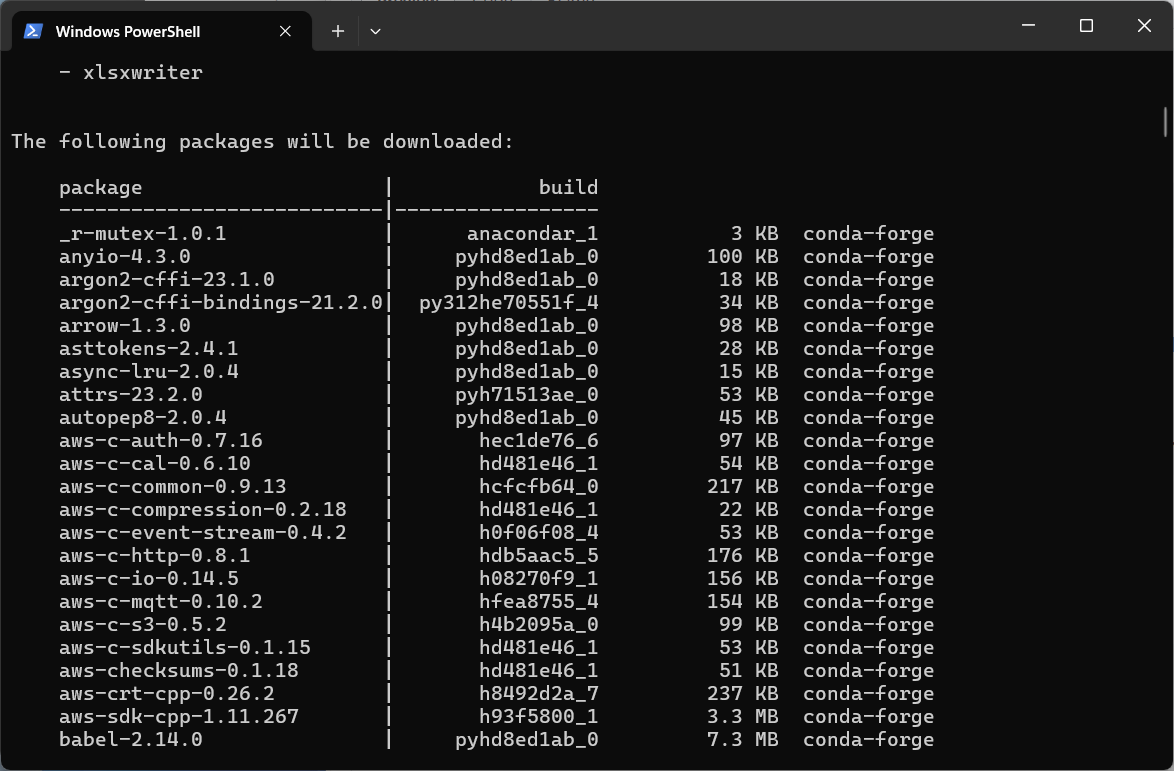 Windows PowerShell
- xlsxwriter
The following packages will be downloaded:
package | build
---------------------------|-----------------
_r-mutex-1.0.1 | anacondar_1 3 KB conda-forge
anyio-4.3.0 | pyhd8ed1ab_0 100 KB conda-forge
argon2-cffi-23.1.0 | pyhd8ed1ab_0 18 KB conda-forge
argon2-cffi-bindings-21.2.0| py312he70551f_4 34 KB conda-forge
arrow-1.3.0 | pyhd8ed1ab_0 98 KB conda-forge
asttokens-2.4.1 | pyhd8ed1ab_0 28 KB conda-forge
async-lru-2.0.4 | pyhd8ed1ab_0 15 KB conda-forge
attrs-23.2.0 | pyh71513ae_0 53 KB conda-forge
autopep8-2.0.4 | pyhd8ed1ab_0 45 KB conda-forge
aws-c-auth-0.7.16 | hec1de76_6 97 KB conda-forge
aws-c-cal-0.6.10 | hd481e46_1 54 KB conda-forge
aws-c-common-0.9.13 | hcfcfb64_0 217 KB conda-forge
aws-c-compression-0.2.18 | hd481e46_1 22 KB conda-forge
aws-c-event-stream-0.4.2 | h0f06f08_4 53 KB conda-forge
aws-c-http-0.8.1 | hdb5aac5_5 176 KB conda-forge
aws-c-io-0.14.5 | h08270f9_1 156 KB conda-forge
aws-c-mqtt-0.10.2 | hfea8755_4 154 KB conda-forge
aws-c-s3-0.5.2 | h4b2095a_0 99 KB conda-forge
aws-c-sdkutils-0.1.15 | hd481e46_1 53 KB conda-forge
aws-checksums-0.1.18 | hd481e46_1 51 KB conda-forge
aws-crt-cpp-0.26.2 | h8492d2a_7 237 KB conda-forge
aws-sdk-cpp-1.11.267 | h93f5800_1 3.3 MB conda-forge
babel-2.14.0 | pyhd8ed1ab_0 7.3 MB conda-forge